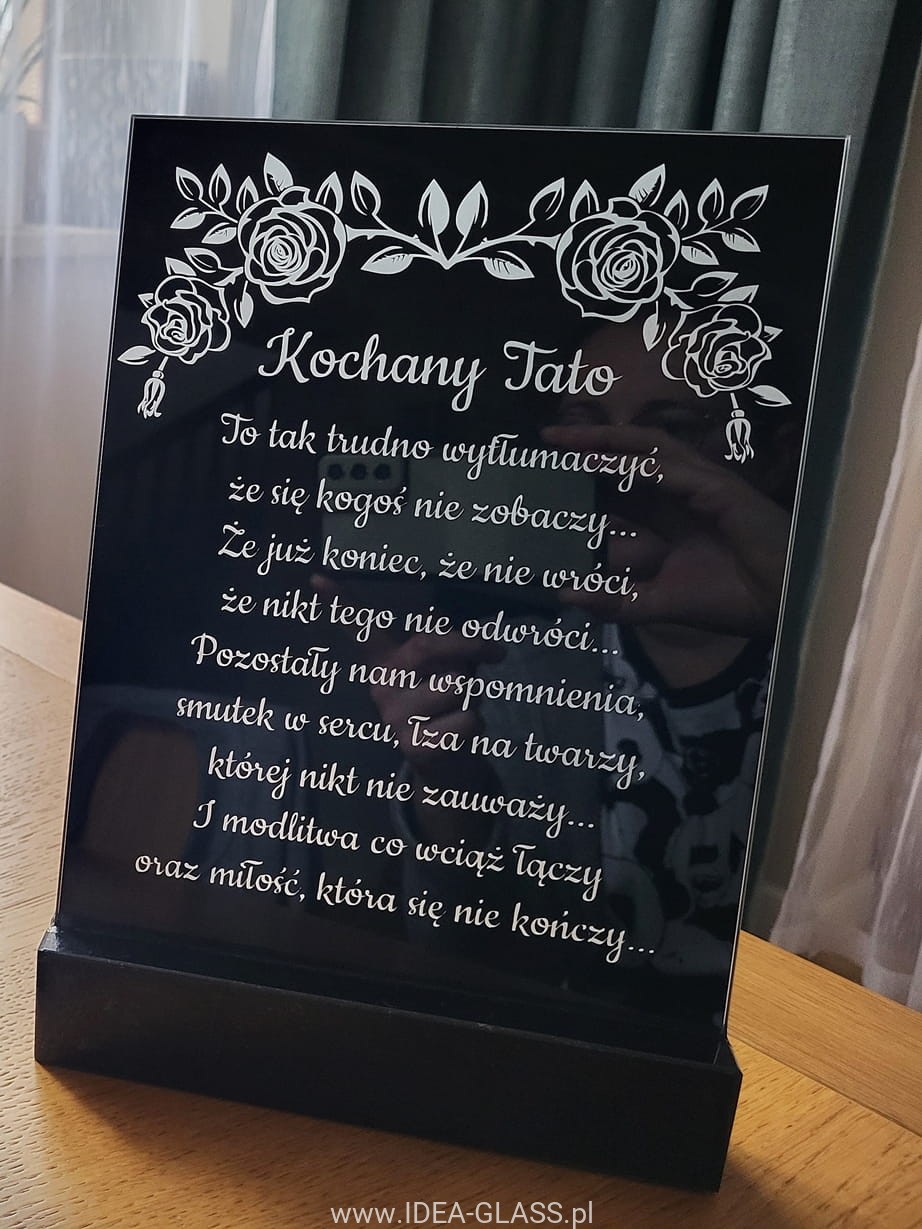 Kochany Tato
To tak trudno wytłumaczyć,
że się kogoś nie zobaczy...
Że już koniec, że nie wróci,
że nikt tego nie odwróci...
Pozostały nam wspomnienia,
smutek w sercu, łza na twarzy,
której nikt nie zauważy...
I modlitwa co wciąż łączy
oraz miłość, która się nie kończy...
www.IDEA-GLASS.pl